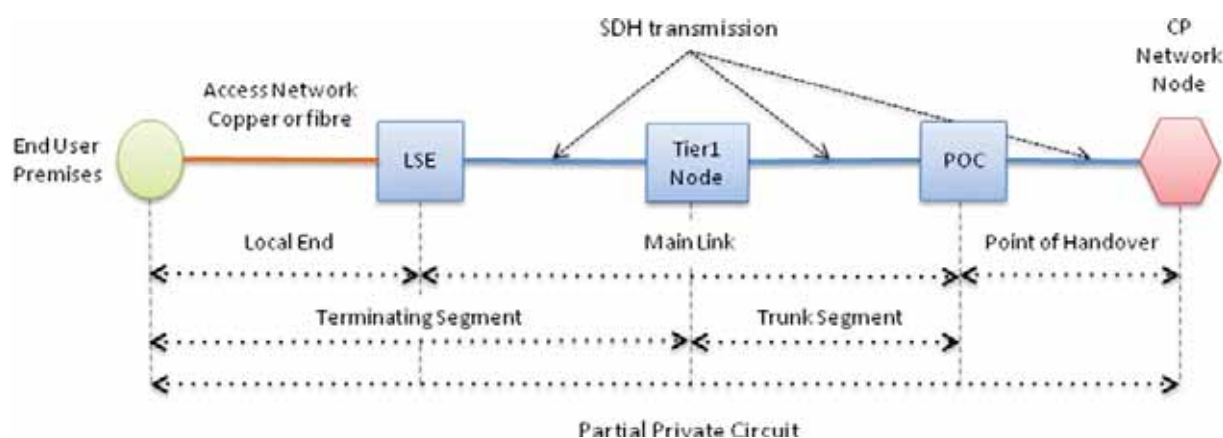 SDH transmission
CP
Network
Node
Access Network
Copper or fibre
End User
Premises
LSE
Tier1
Node
POC
Local End
Main Link
Point of Handover
Terminating Segment
Trunk Segment
Partial Private Circuit